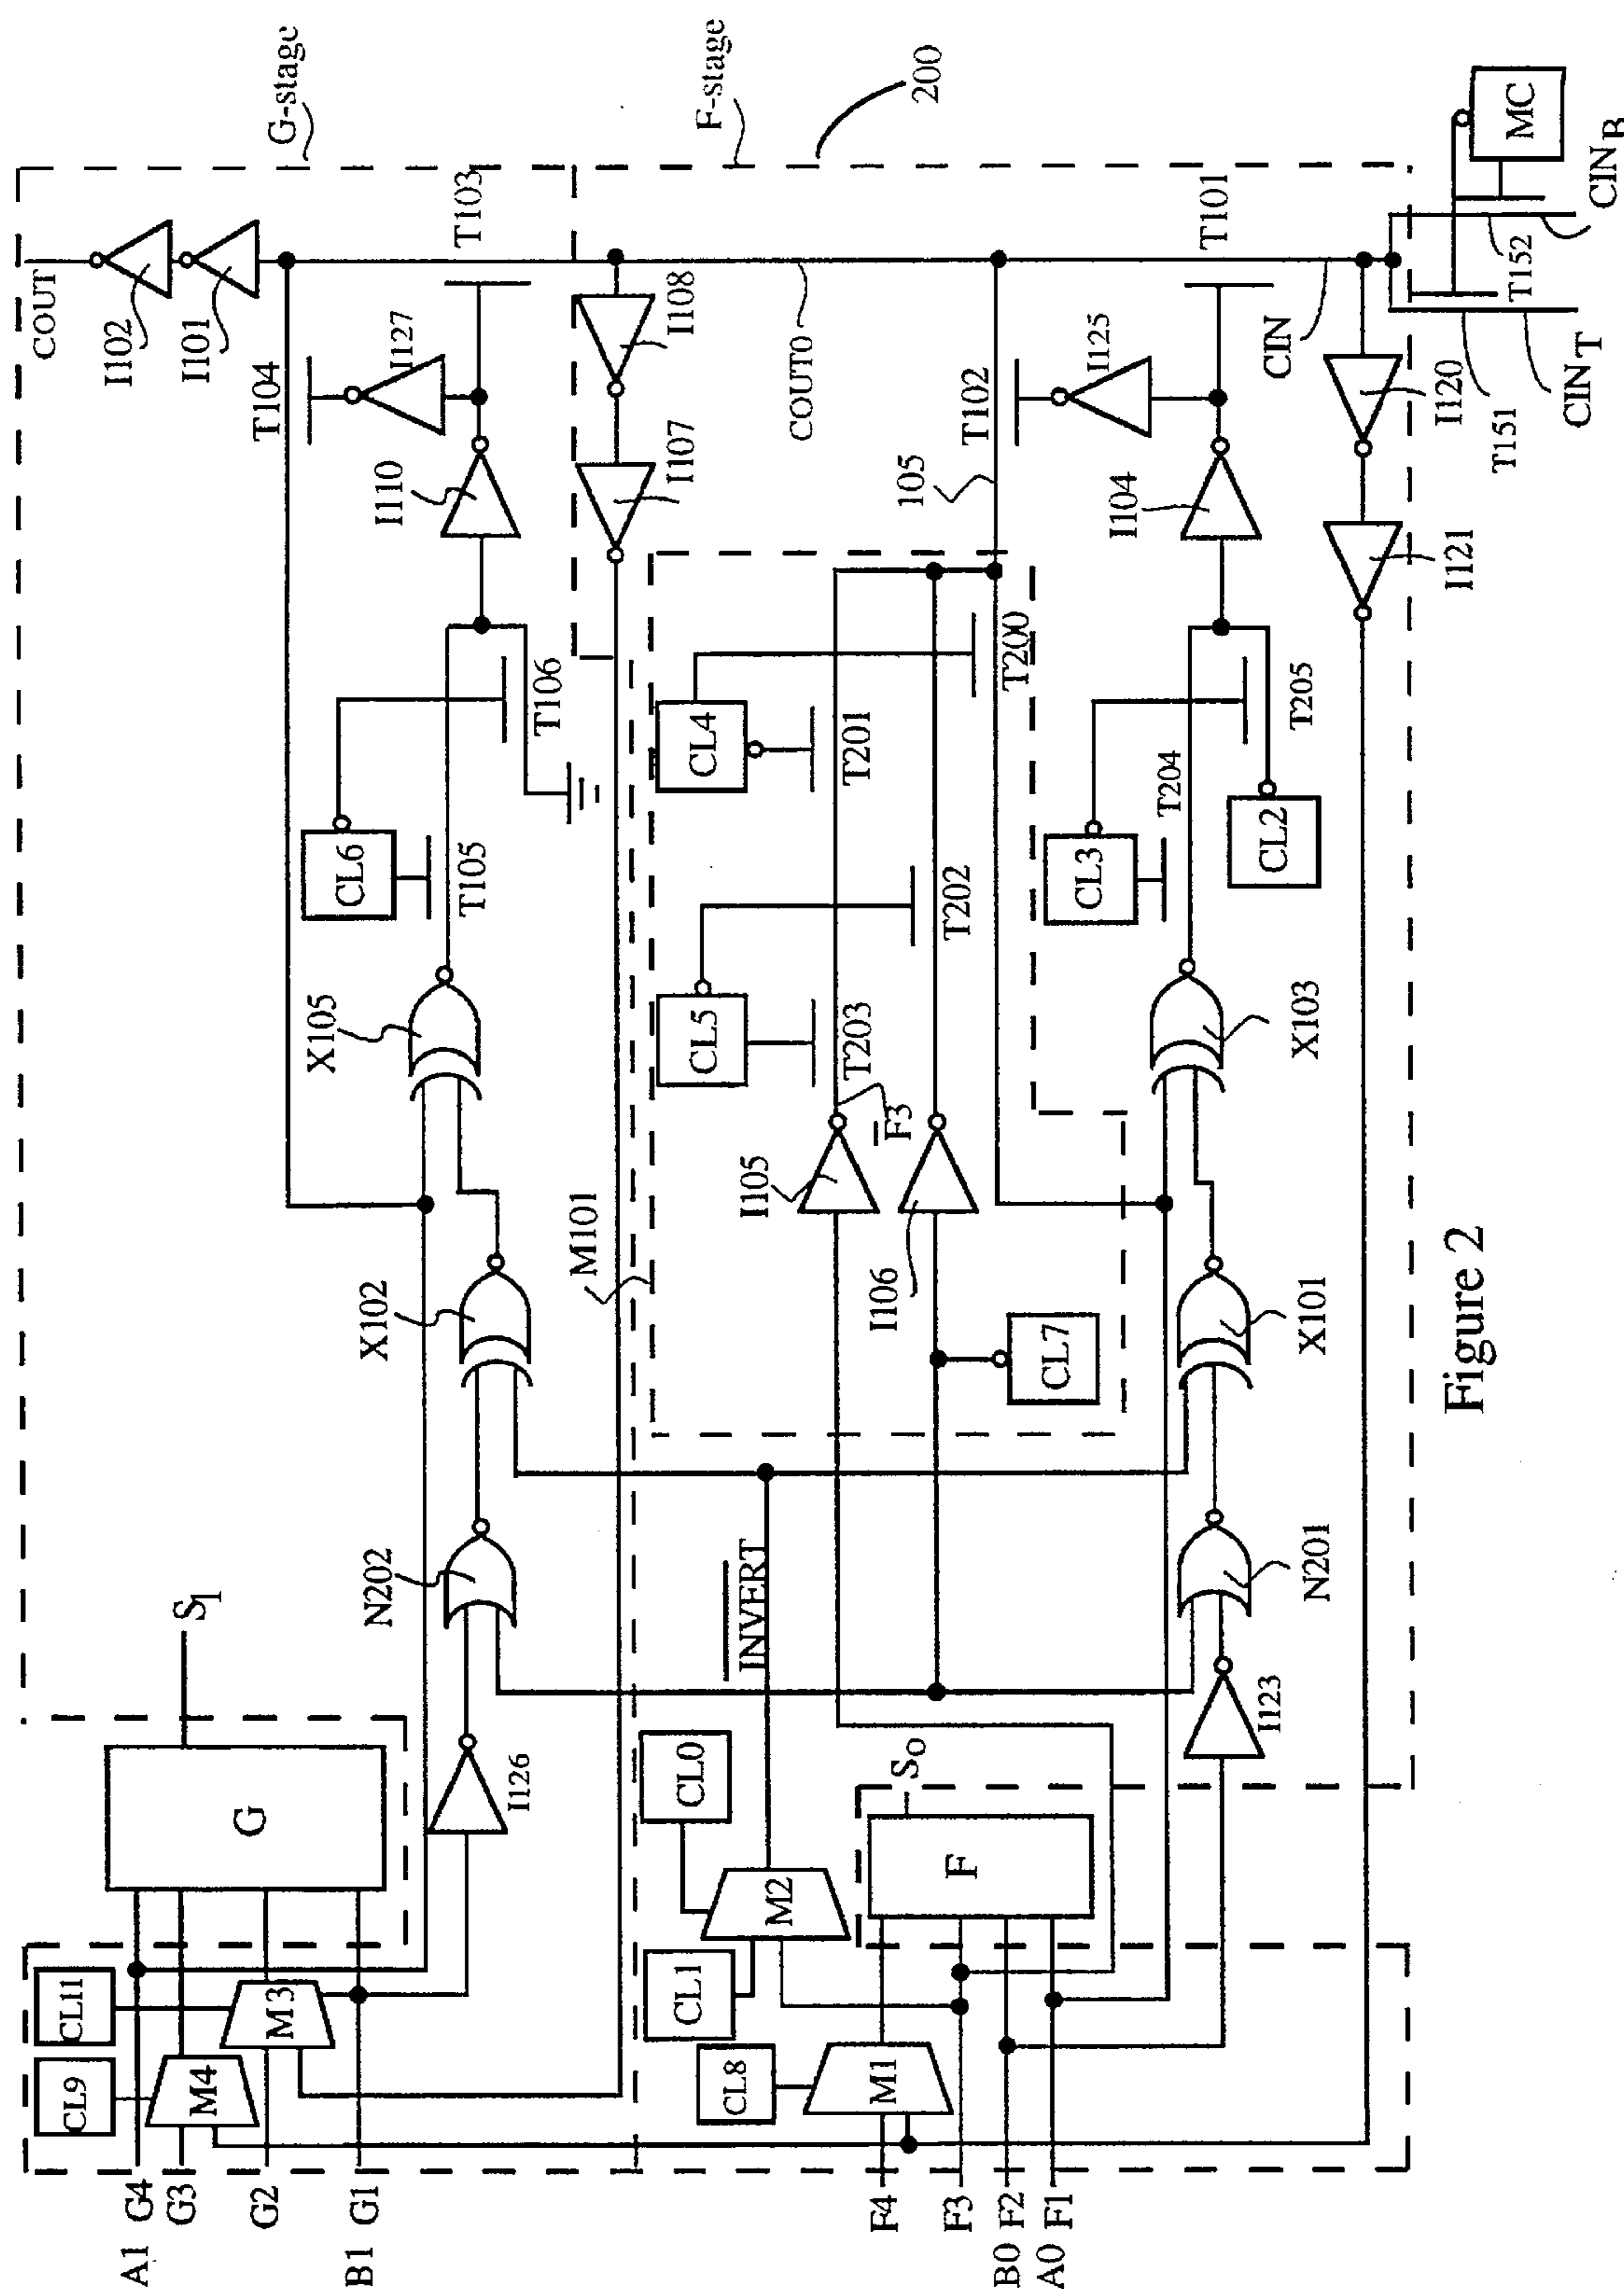 G-stage
F-stage
200
COUT
I102
I101
T104
I127
T103
I110
I108
I107
COUT0
T102
I125
T101
105
I104
CIN
I120
T151
T152
CIN_T
CIN_B
MC
I121
X105
CL6
T105
T106
CL4
T201
T200
CL5
T203
T202
F̅3̅
CL3
T204
T205
CL2
X103
X102
M101
I105
I106
CL7
X101
N202
INVERT
N201
S1
G
I126
CL0
S0
I123
F
M2
CL1
CL11
M3
CL9
M4
CL8
M1
A1 G4
G3
G2
B1 G1
F4
F3
B0 F2
A0 F1
Figure 2